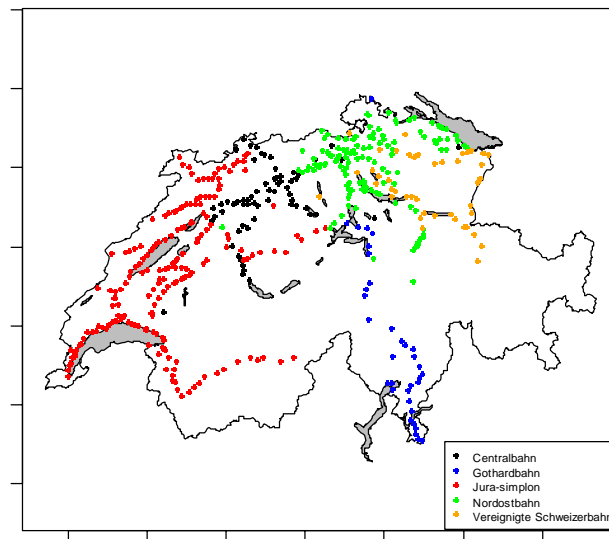 Centralbahn
Gothardbahn
Jura-simplon
Nordostbahn
Vereignigte Schweizerbahn